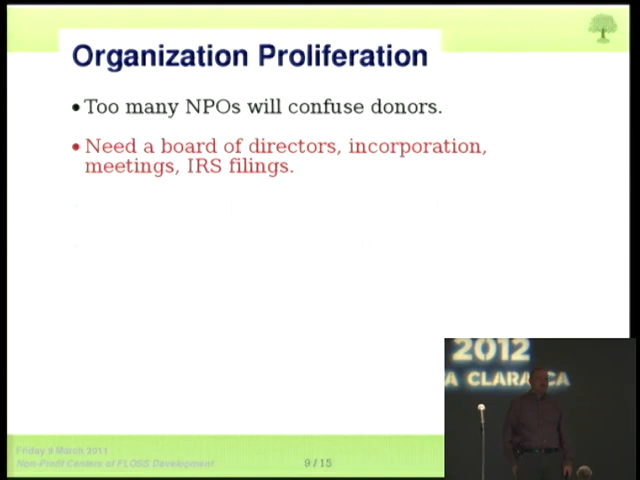 Organization Proliferation
• Too many NPOs will confuse donors.
• Need a board of directors, incorporation,
meetings, IRS filings.
2012
A CLARA, CA
Friday 9 March 2011
Non-Profit Centers of FLOSS Development
9 / 15